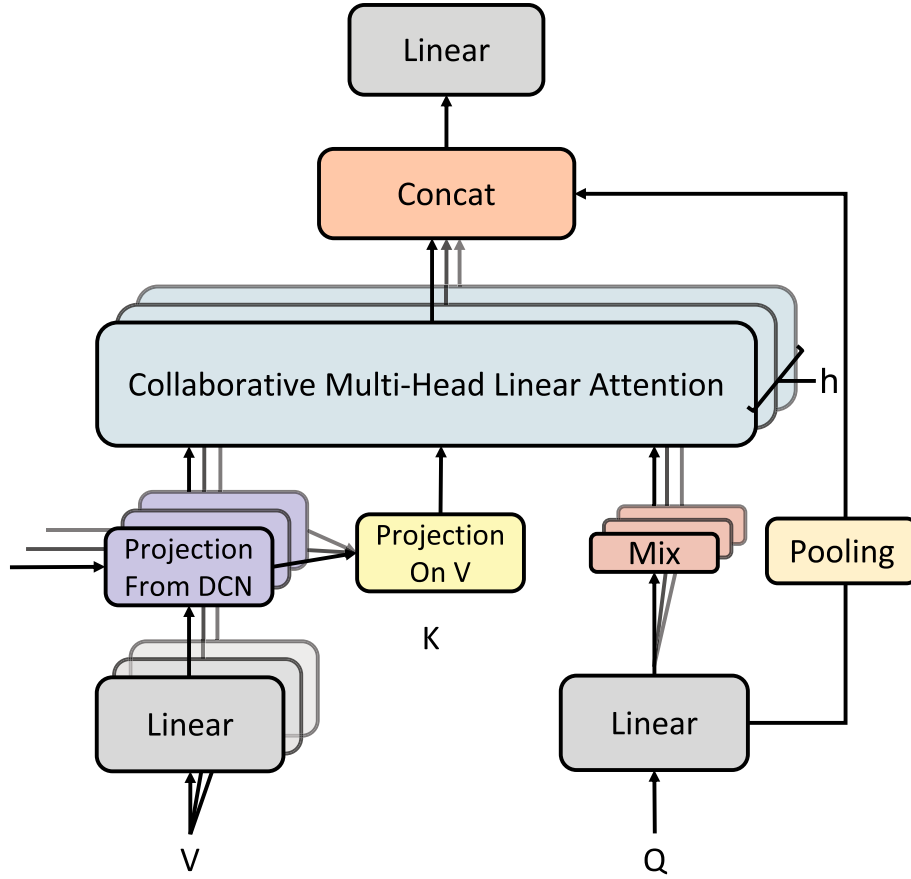 Linear
Concat
Collaborative Multi-Head Linear Attention
h
Projection
From DCN
Projection
On V
Mix
Pooling
K
Linear
Linear
V
Q